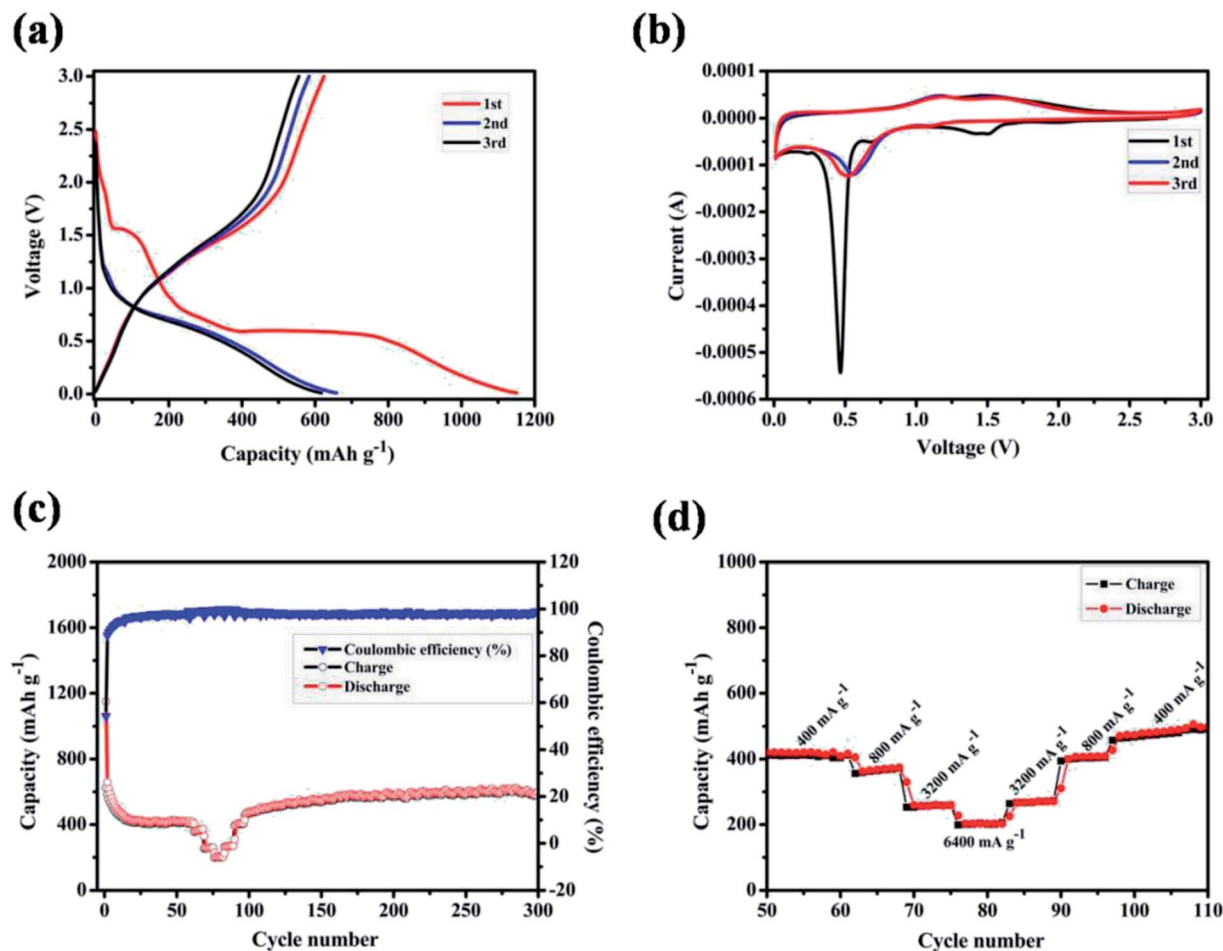 (a)
3.0
2.5
2.0
1.5
1.0
0.5
0.0
Voltage (V)
1st
2nd
3rd
0 200 400 600 800 1000 1200
Capacity (mAh g⁻¹)
(b)
0.0001
0.0000
-0.0001
-0.0002
-0.0003
-0.0004
-0.0005
-0.0006
Current (A)
1st
2nd
3rd
0.0 0.5 1.0 1.5 2.0 2.5 3.0
Voltage (V)
(c)
2000
1600
1200
800
400
0
Capacity (mAh g⁻¹)
Coulombic efficiency (%)
Charge
Discharge
120
100
80
60
40
20
0
-20
Coulombic efficiency (%)
0 50 100 150 200 250 300
Cycle number
(d)
1000
800
600
400
200
0
Capacity (mAh g⁻¹)
Charge
Discharge
400 mA g⁻¹
800 mA g⁻¹
3200 mA g⁻¹
6400 mA g⁻¹
3200 mA g⁻¹
800 mA g⁻¹
400 mA g⁻¹
50 60 70 80 90 100 110
Cycle number